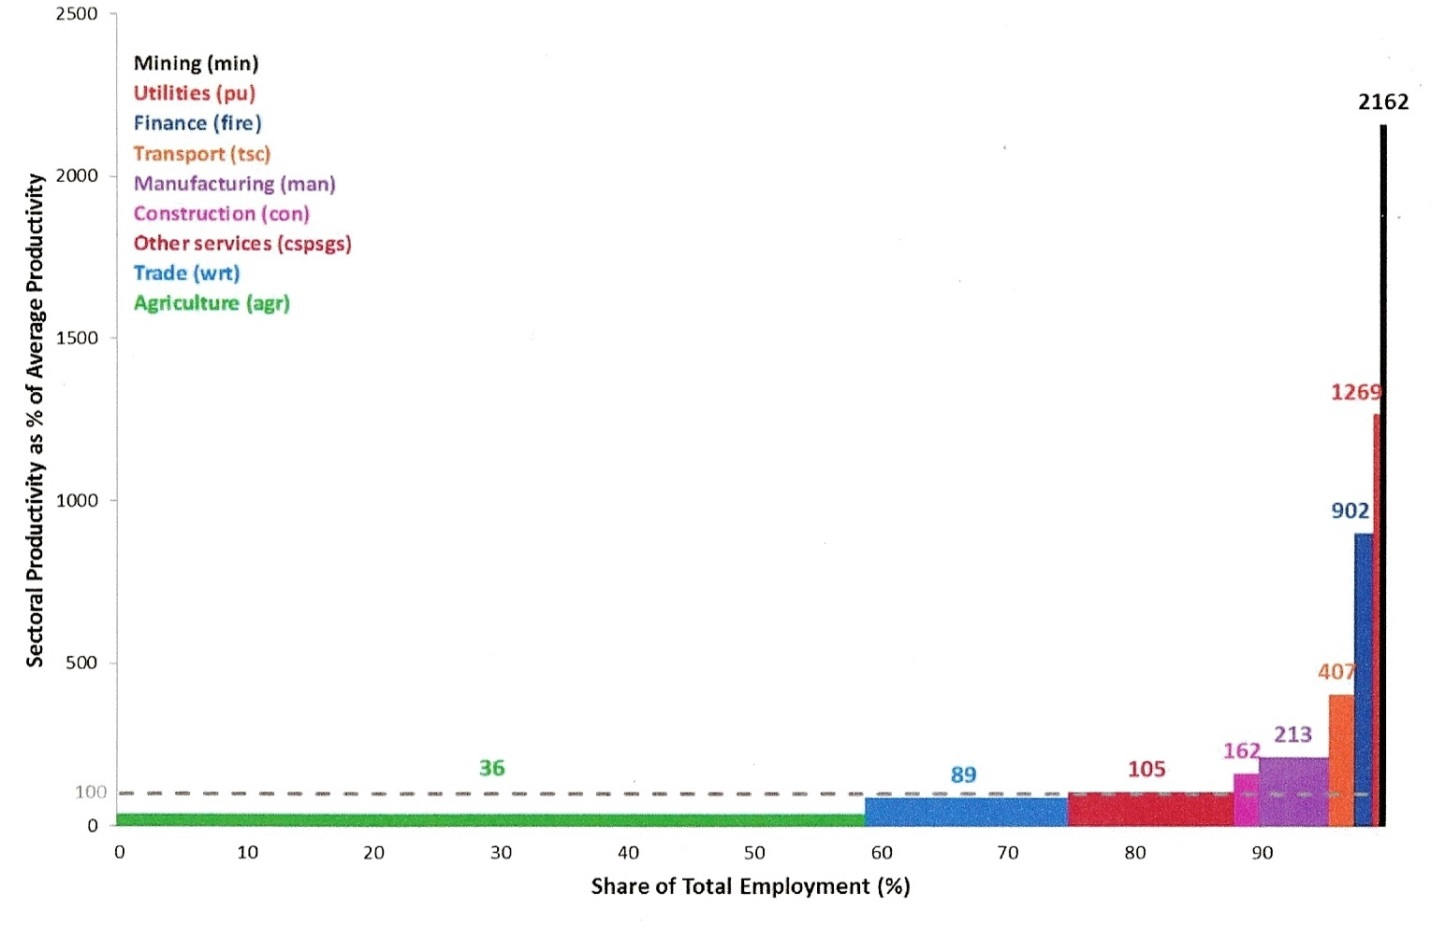 2500
2000
1500
1000
500
100
0
Sectoral Productivity as % of Average Productivity
Mining (min)
Utilities (pu)
Finance (fire)
Transport (tsc)
Manufacturing (man)
Construction (con)
Other services (cspsgs)
Trade (wrt)
Agriculture (agr)
36
89
105
162
213
407
902
1269
2162
0 10 20 30 40 50 60 70 80 90
Share of Total Employment (%)